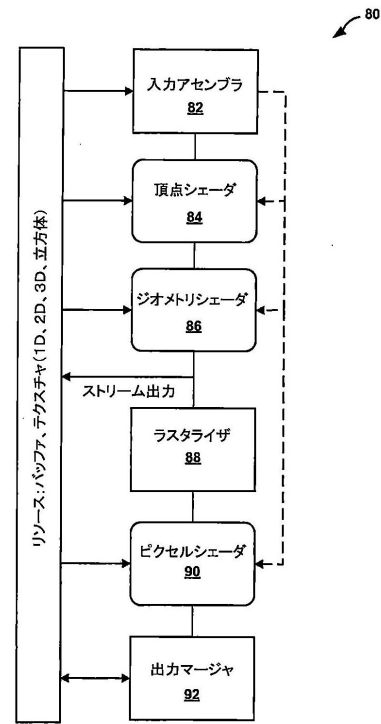 80
入力アセンブラ
82
頂点シェーダ
84
ジオメトリシェーダ
86
ストリーム出力
ラスタライザ
88
ピクセルシェーダ
90
出力マージャ
92
リソース:バッファ、テクスチャ(1D、2D、3D、立方体)